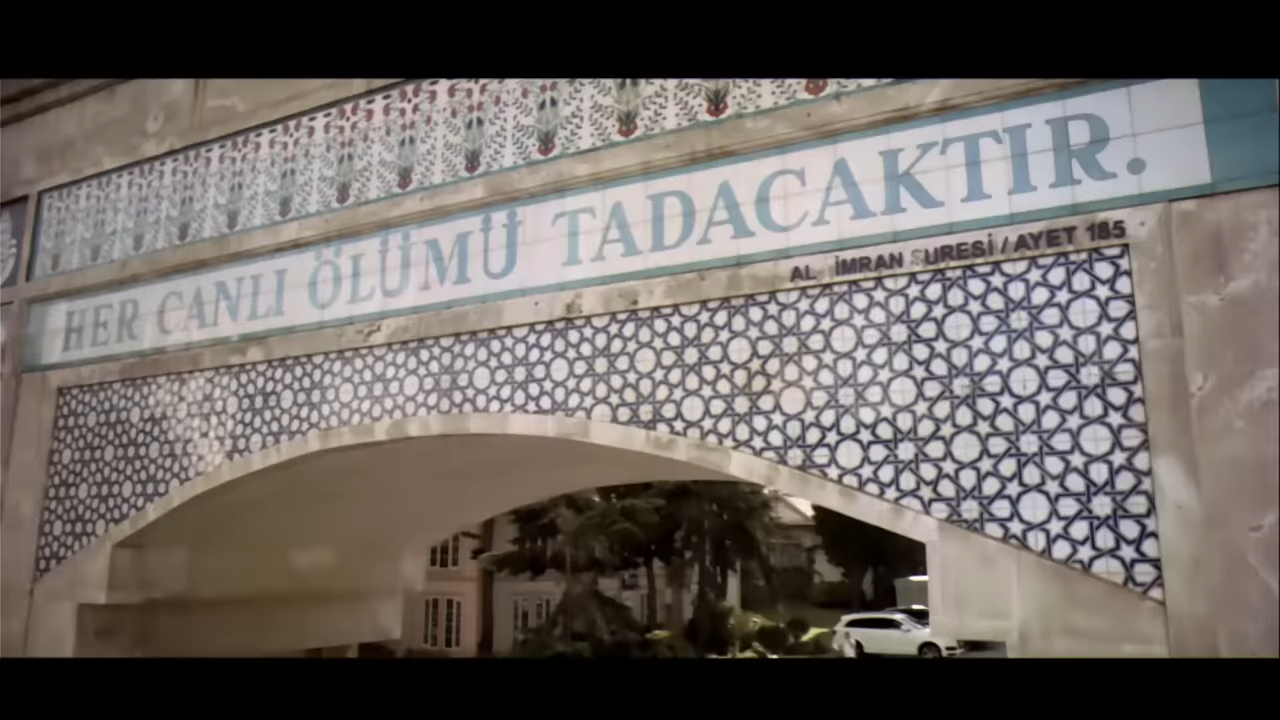 HER CANLI ÖLÜMÜ TADACAKTIR.
AL İMRAN SURESİ / AYET 185